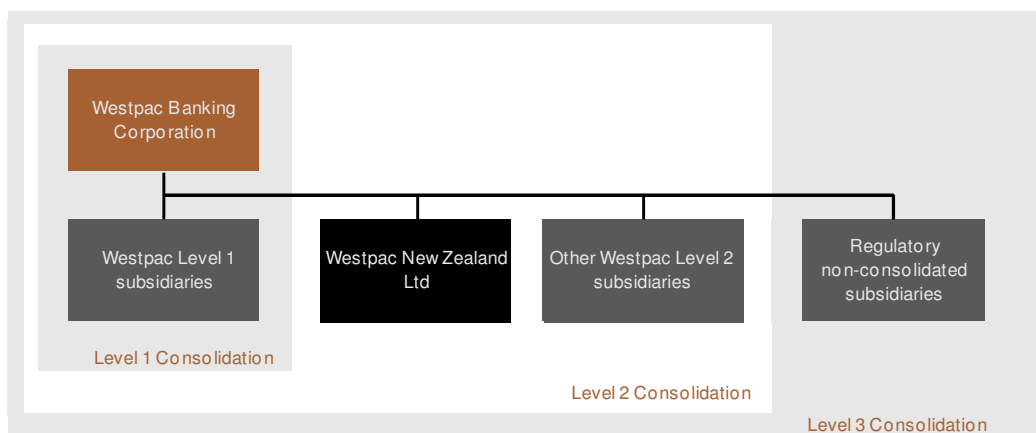 Westpac Banking
Corporation
Westpac Level 1
subsidiaries
Westpac New Zealand
Ltd
Other Westpac Level 2
subsidiaries
Regulatory
non-consolidated
subsidiaries
Level 1 Consolidation
Level 2 Consolidation
Level 3 Consolidation